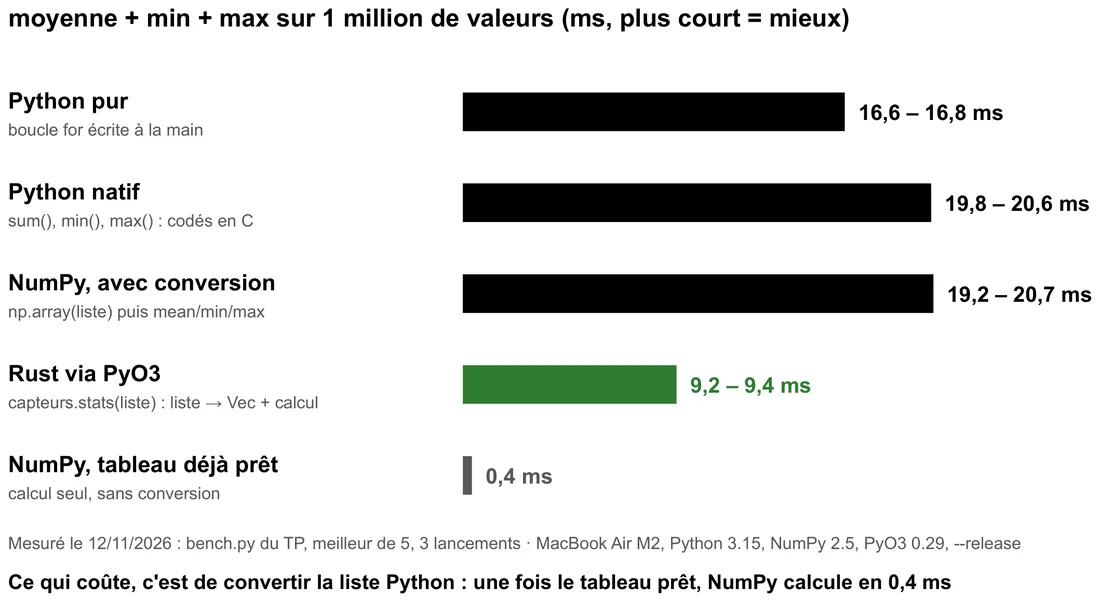 moyenne + min + max sur 1 million de valeurs (ms, plus court = mieux)
Python pur
boucle for écrite à la main
16,6 – 16,8 ms
Python natif
sum(), min(), max() : codés en C
19,8 – 20,6 ms
NumPy, avec conversion
np.array(liste) puis mean/min/max
19,2 – 20,7 ms
Rust via PyO3
capteurs.stats(liste) : liste → Vec + calcul
9,2 – 9,4 ms
NumPy, tableau déjà prêt
calcul seul, sans conversion
0,4 ms
Mesuré le 12/11/2026 : bench.py du TP, meilleur de 5, 3 lancements · MacBook Air M2, Python 3.15, NumPy 2.5, PyO3 0.29, --release
Ce qui coûte, c'est de convertir la liste Python : une fois le tableau prêt, NumPy calcule en 0,4 ms